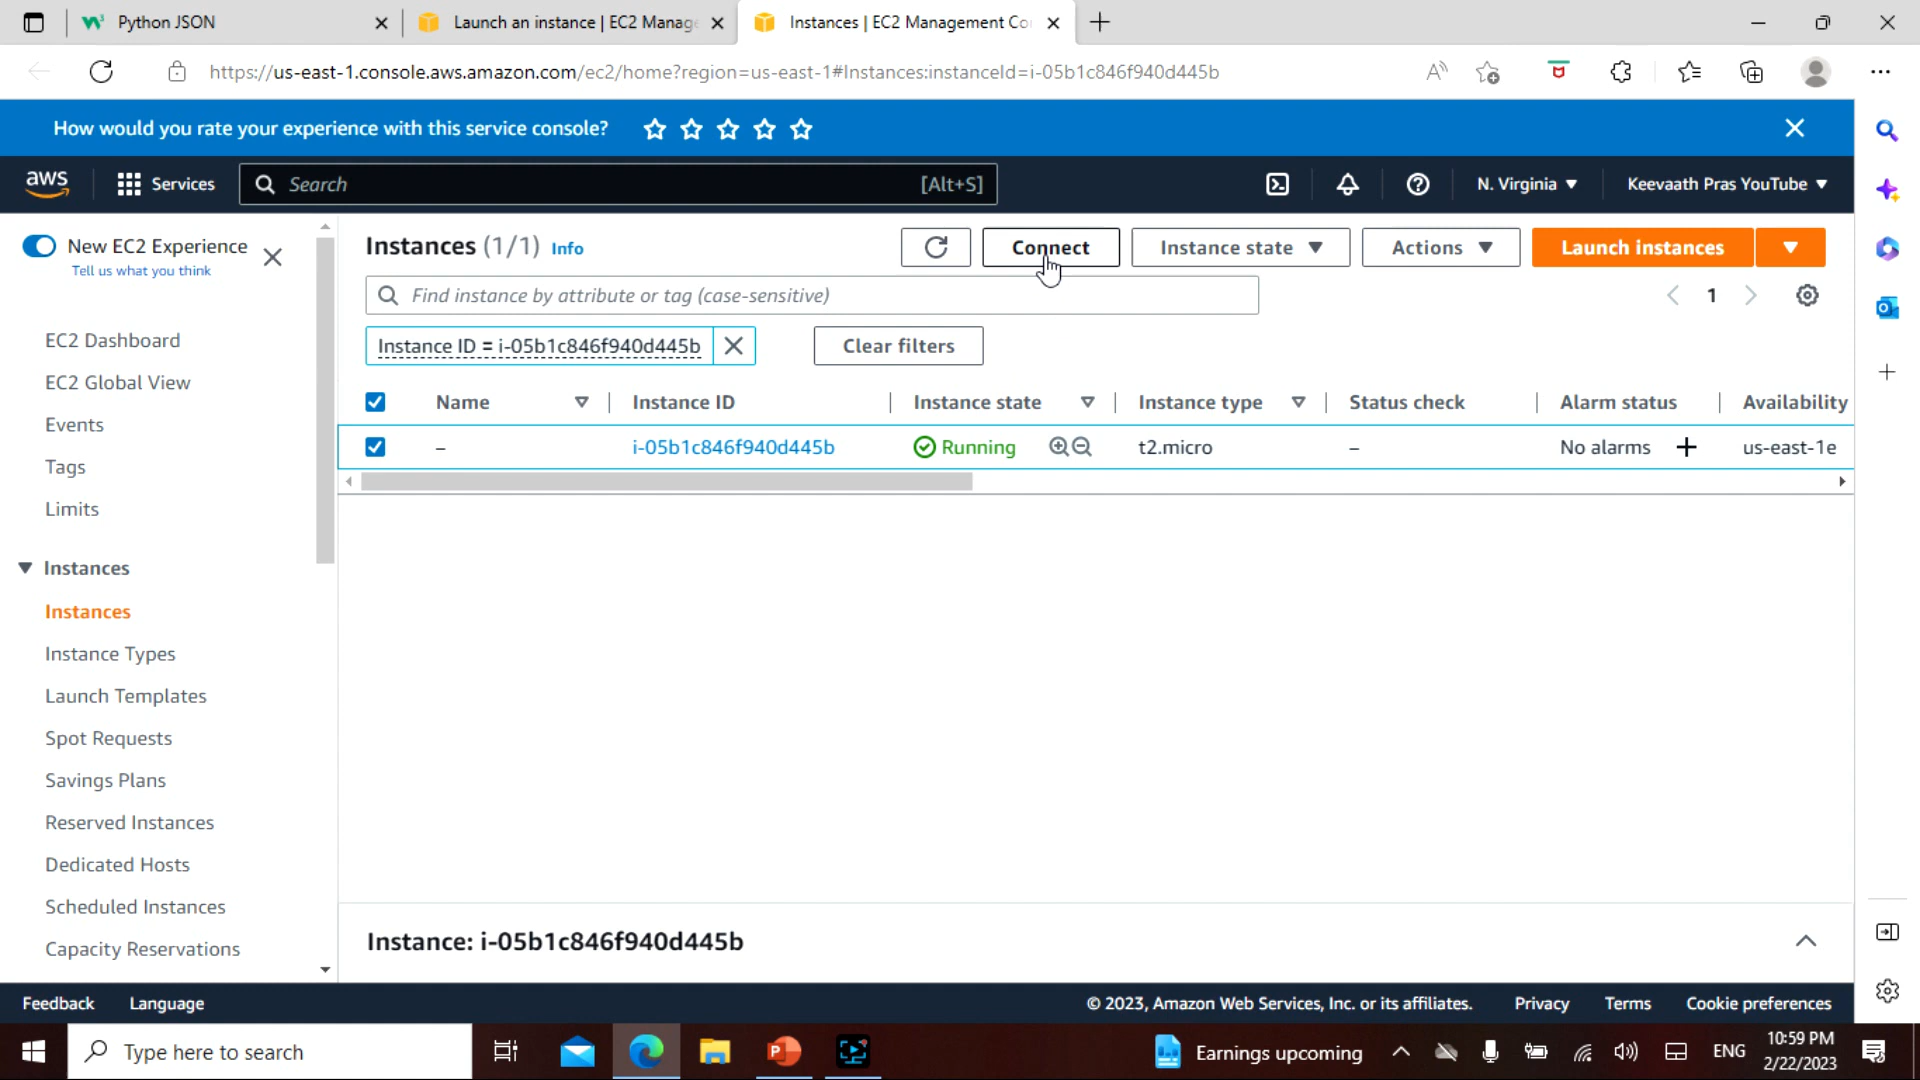 Python JSON
Launch an instance | EC2 Manage
Instances | EC2 Management Co
https://us-east-1.console.aws.amazon.com/ec2/home?region=us-east-1#Instances:instanceId=i-05b1c846f940d445b
How would you rate your experience with this service console?
aws
Services
Search
[Alt+S]
N. Virginia
Keevaath Pras YouTube
New EC2 Experience
Tell us what you think
EC2 Dashboard
EC2 Global View
Events
Tags
Limits
Instances
Instances
Instance Types
Launch Templates
Spot Requests
Savings Plans
Reserved Instances
Dedicated Hosts
Scheduled Instances
Capacity Reservations
Instances (1/1) Info
Connect
Instance state
Actions
Launch instances
Find instance by attribute or tag (case-sensitive)
1
Instance ID = i-05b1c846f940d445b
Clear filters
Name Instance ID Instance state Instance type Status check Alarm status Availability
– i-05b1c846f940d445b Running t2.micro – No alarms + us-east-1e
Instance: i-05b1c846f940d445b
Feedback Language
© 2023, Amazon Web Services, Inc. or its affiliates. Privacy Terms Cookie preferences
Type here to search
Earnings upcoming
ENG
10:59 PM
2/22/2023